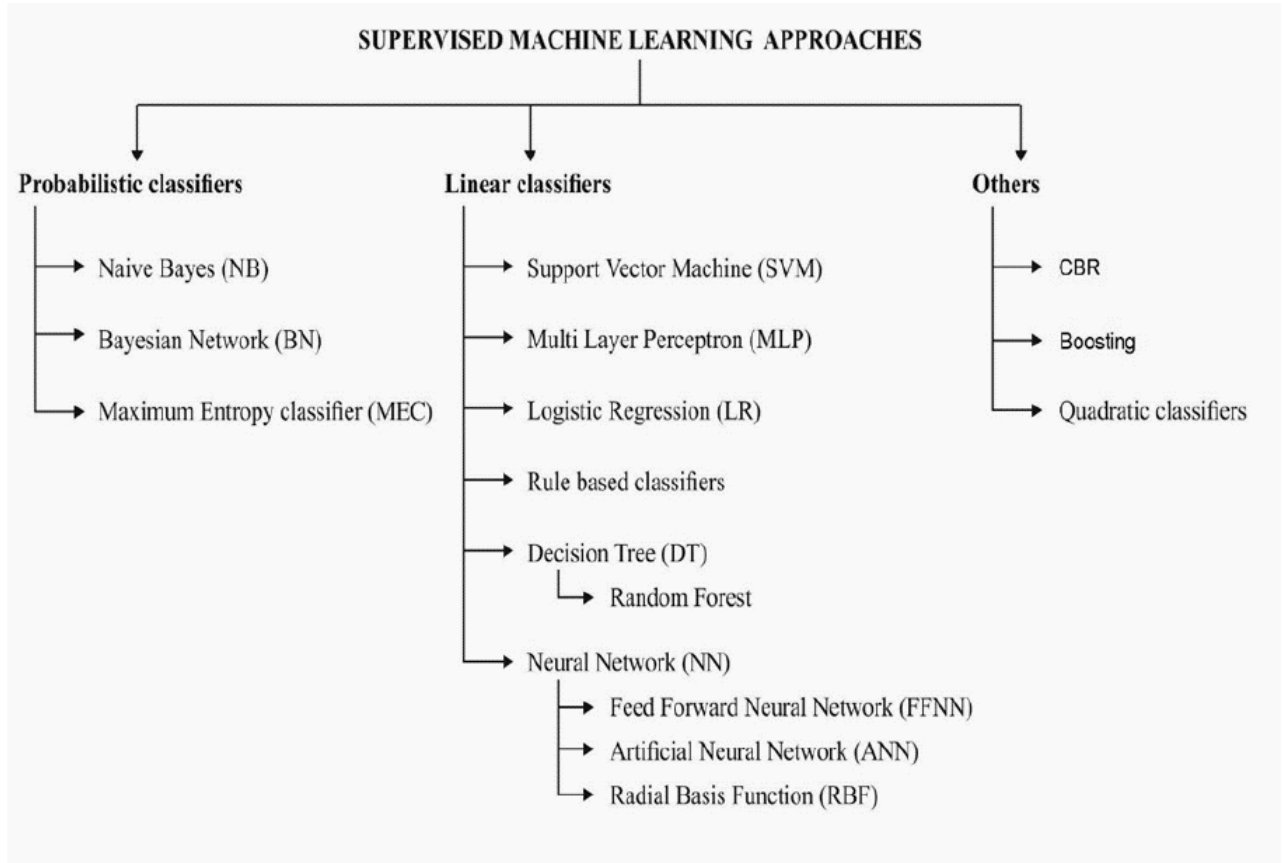 SUPERVISED MACHINE LEARNING APPROACHES
Probabilistic classifiers
Naive Bayes (NB)
Bayesian Network (BN)
Maximum Entropy classifier (MEC)
Linear classifiers
Support Vector Machine (SVM)
Multi Layer Perceptron (MLP)
Logistic Regression (LR)
Rule based classifiers
Decision Tree (DT)
Random Forest
Neural Network (NN)
Feed Forward Neural Network (FFNN)
Artificial Neural Network (ANN)
Radial Basis Function (RBF)
Others
CBR
Boosting
Quadratic classifiers